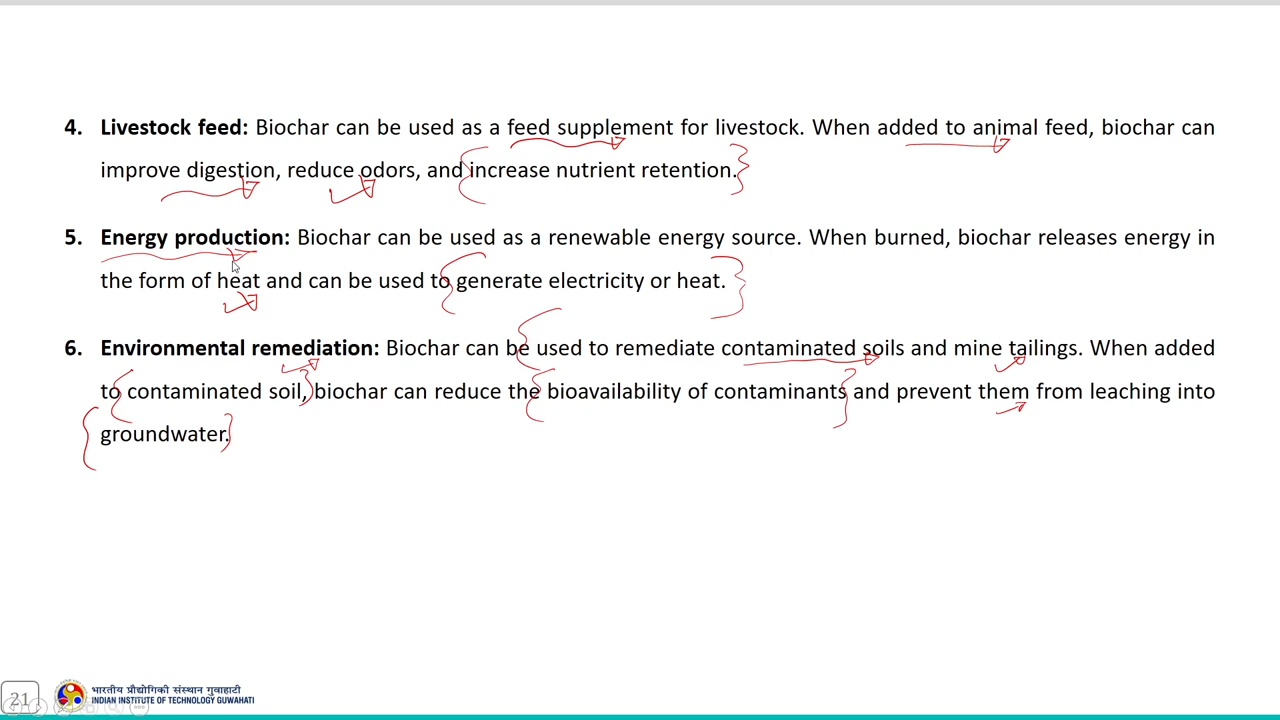 4. Livestock feed: Biochar can be used as a feed supplement for livestock. When added to animal feed, biochar can
improve digestion, reduce odors, and increase nutrient retention.
5. Energy production: Biochar can be used as a renewable energy source. When burned, biochar releases energy in
the form of heat and can be used to generate electricity or heat.
6. Environmental remediation: Biochar can be used to remediate contaminated soils and mine tailings. When added
to contaminated soil, biochar can reduce the bioavailability of contaminants and prevent them from leaching into
groundwater.
21
भारतीय प्रौद्योगिकी संस्थान गुवाहाटी
INDIAN INSTITUTE OF TECHNOLOGY GUWAHATI